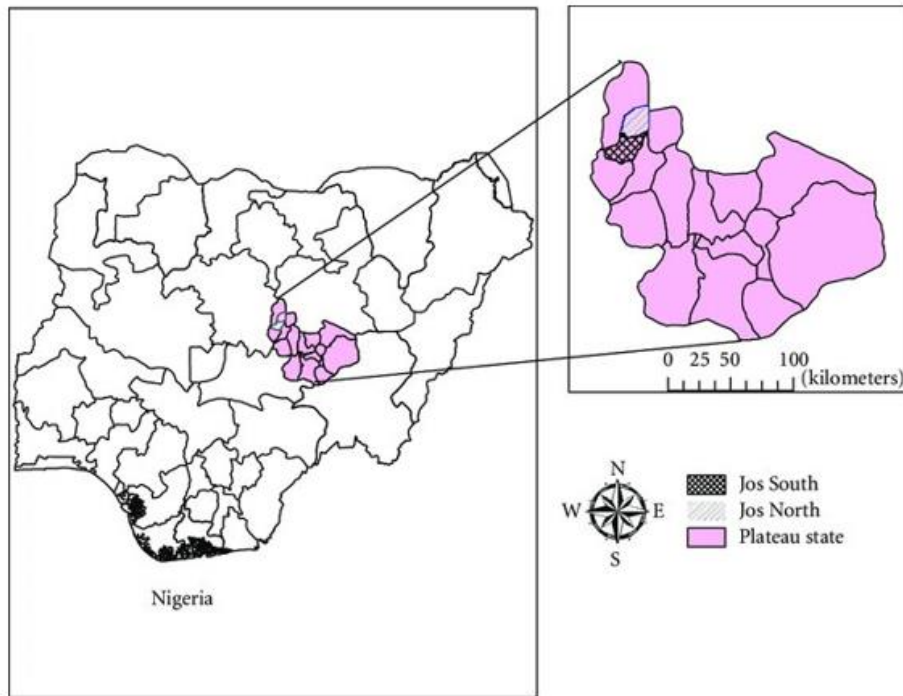 Nigeria
0 25 50 100
(kilometers)
N
W E
S
Jos South
Jos North
Plateau state